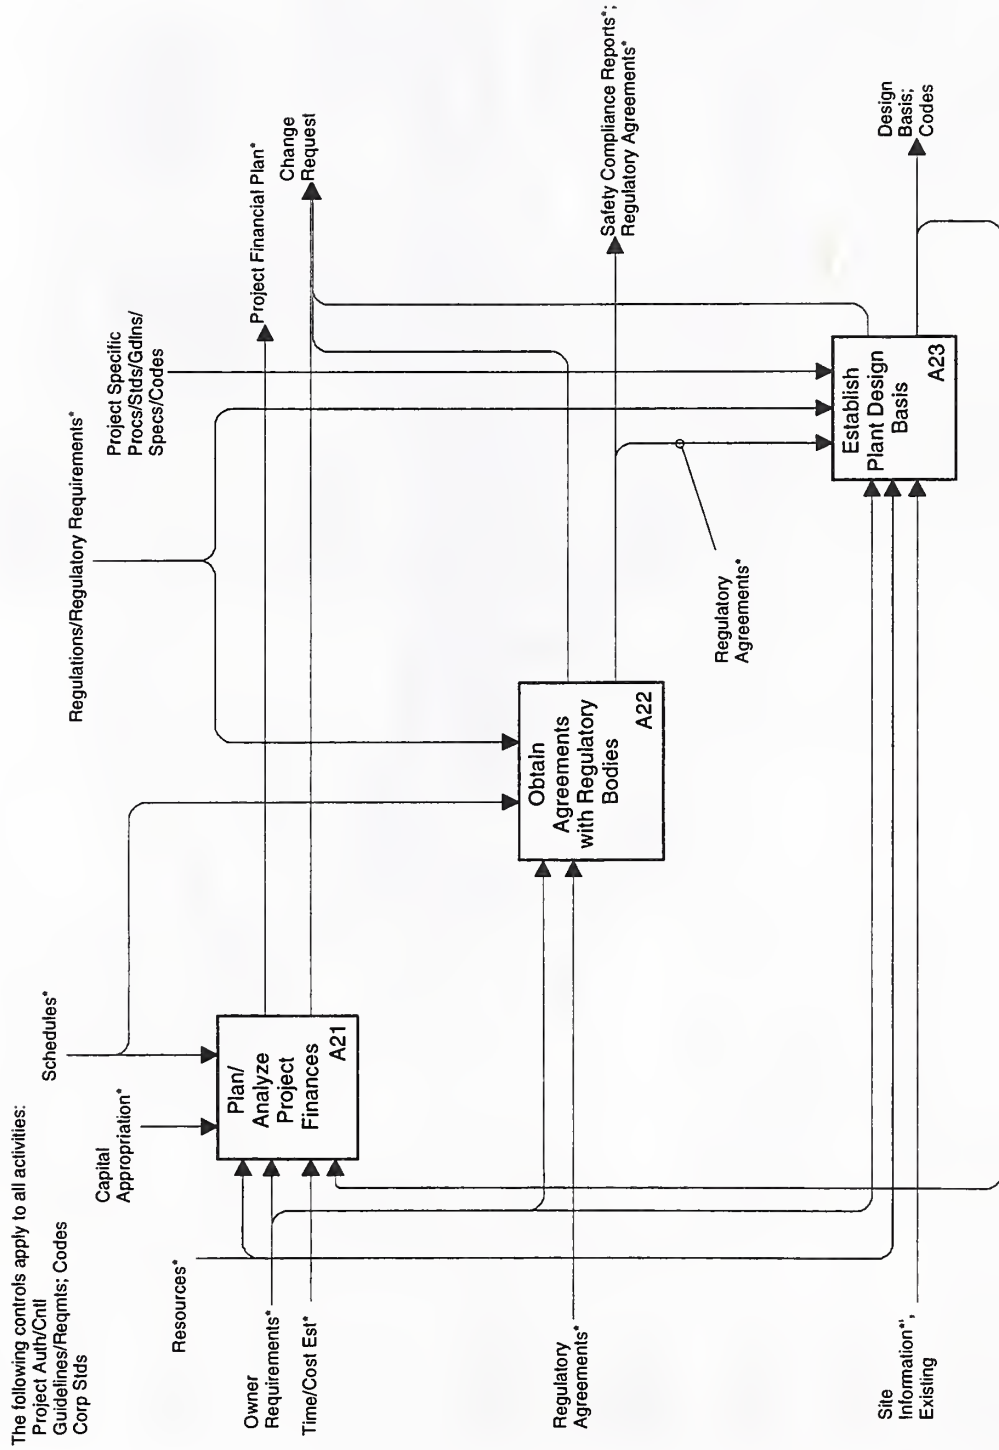 The following controls apply to all activities:
Project Auth/Cntl
Guidelines/Reqmts; Codes
Corp Stds
Schedules*
Capital
Appropriation*
Resources*
Owner
Requirements*
Time/Cost Est*
Plan/
Analyze
Project
Finances
A21
Regulations/Regulatory Requirements*
Project Specific
Procs/Stds/Gdlns/
Specs/Codes
Project Financial Plan*
Change
Request
Regulatory
Agreements*
Obtain
Agreements
with Regulatory
Bodies
A22
Safety Compliance Reports*;
Regulatory Agreements*
Regulatory
Agreements*
Site
Information*',
Existing
Establish
Plant Design
Basis
A23
Design
Basis;
Codes